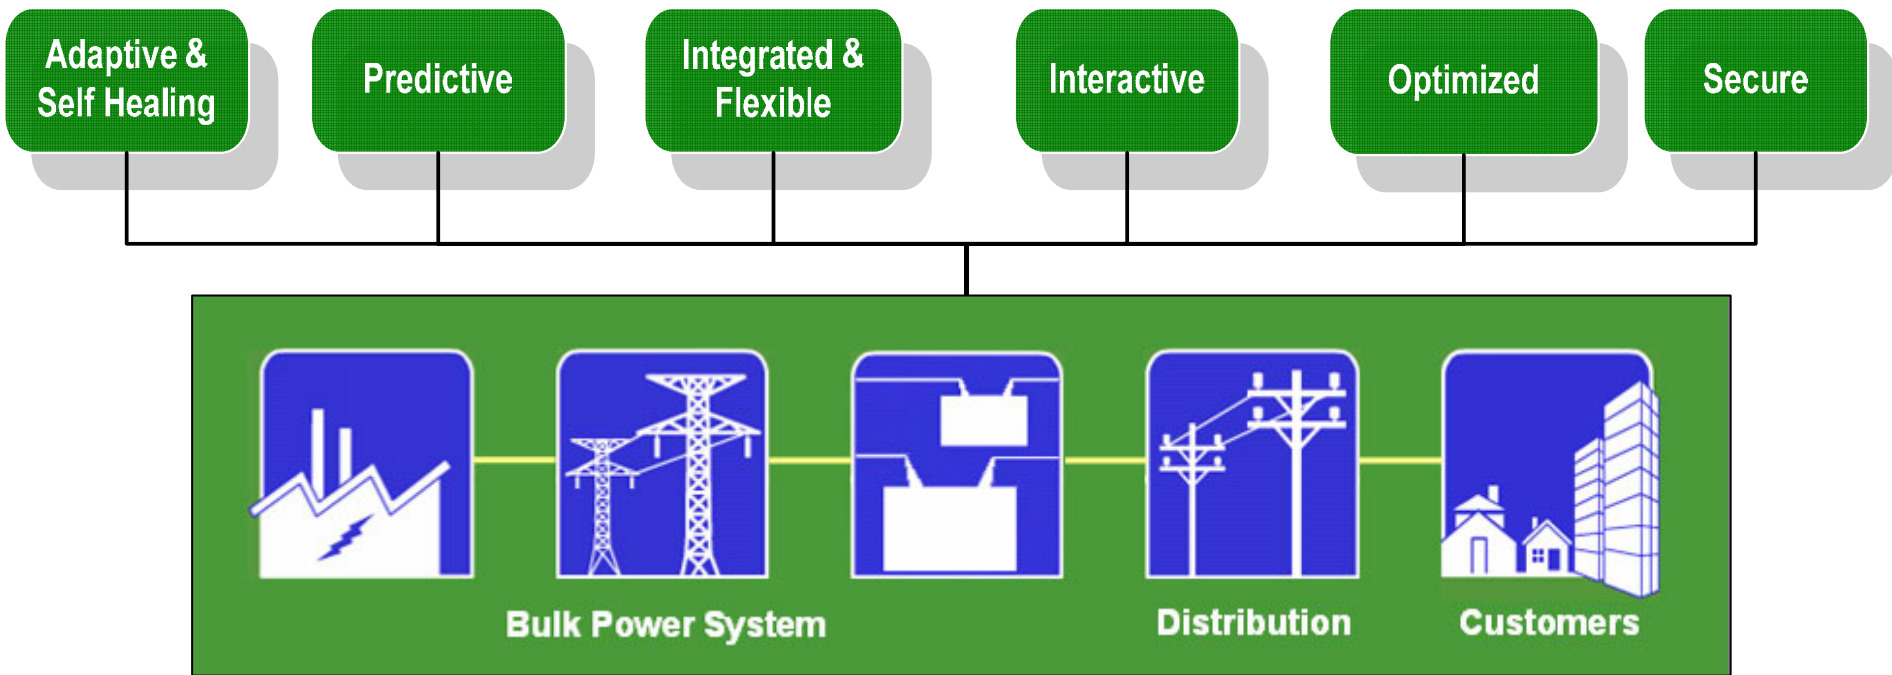 Adaptive &
Self Healing
Predictive
Integrated &
Flexible
Interactive
Optimized
Secure
Bulk Power System
Distribution
Customers